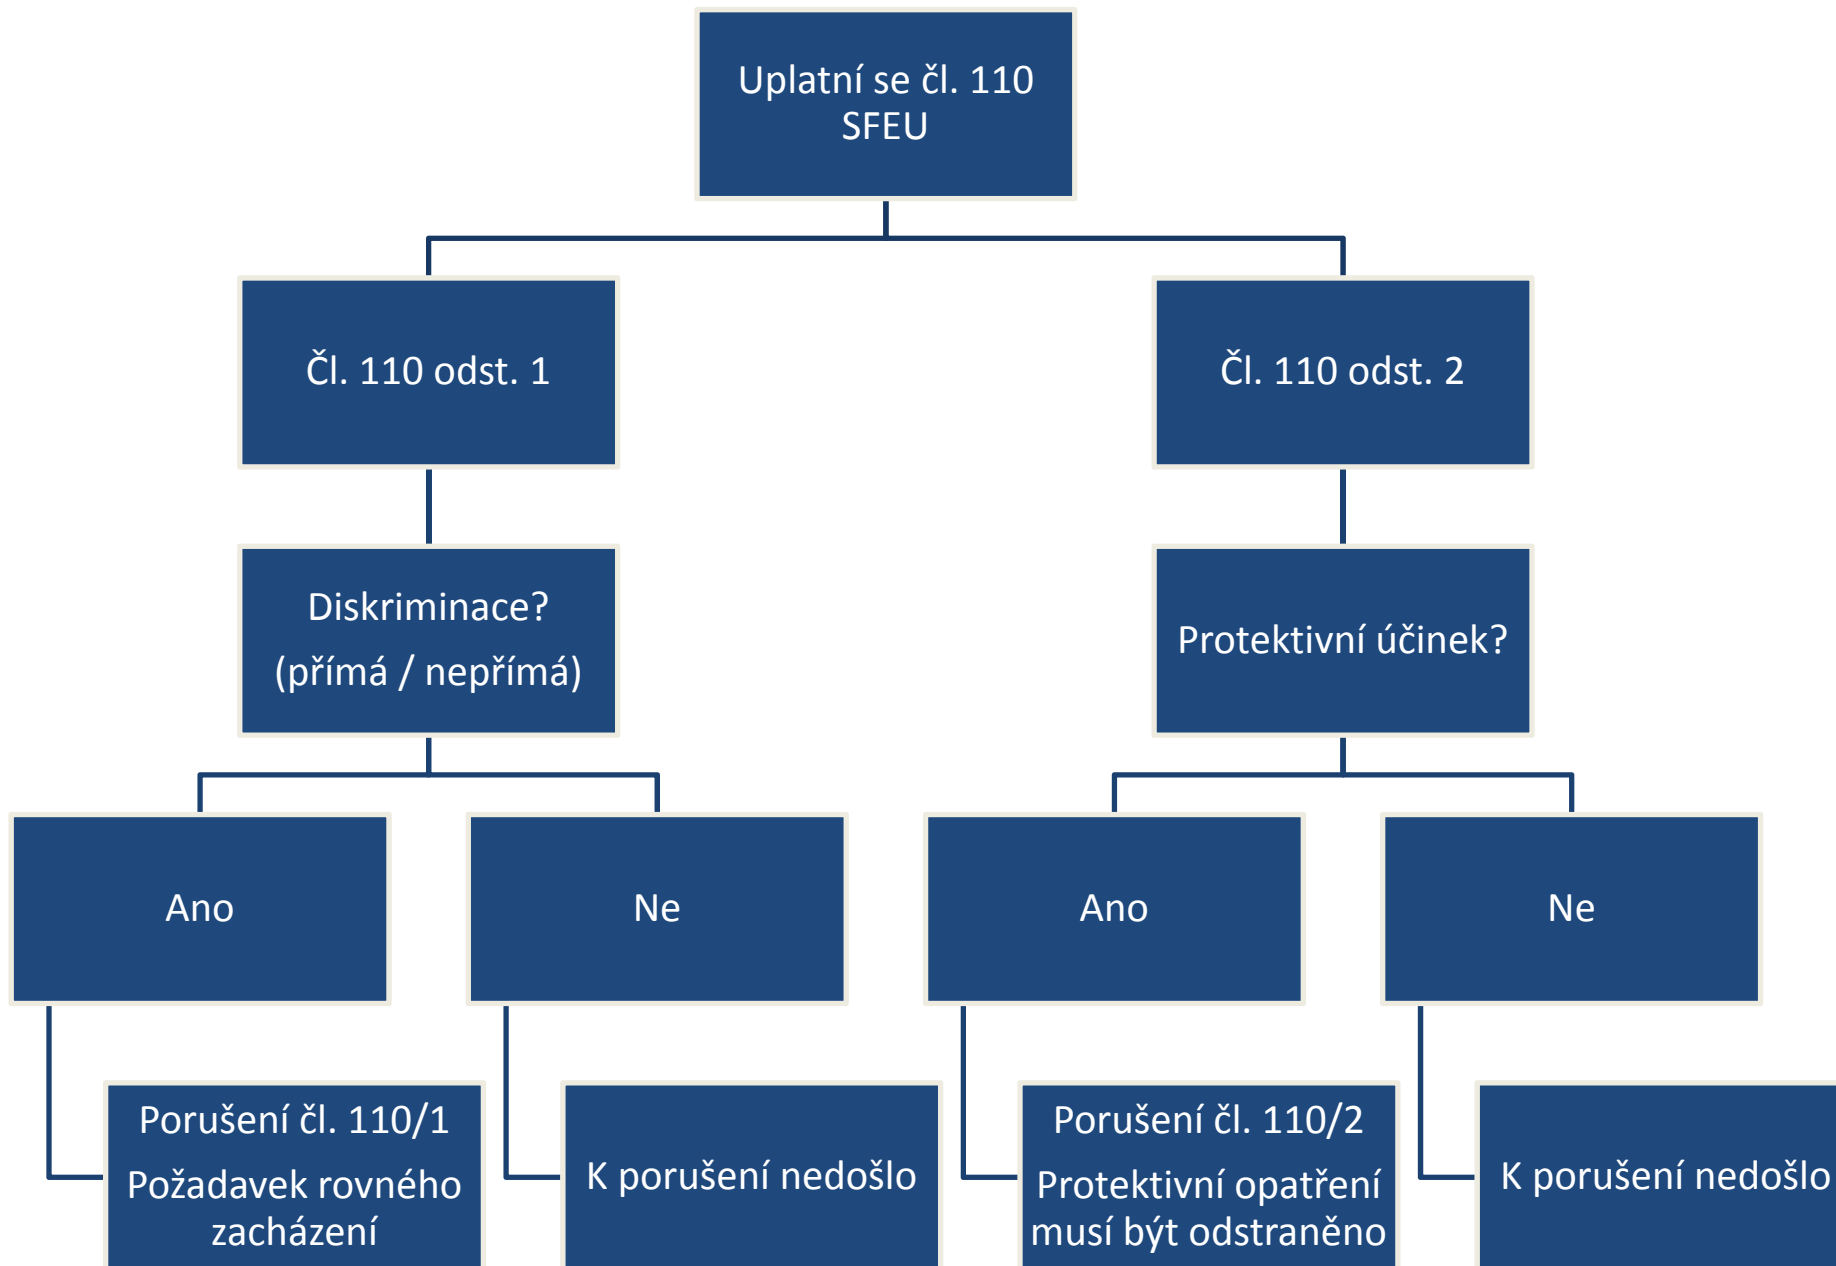 Uplatní se čl. 110
SFEU
Čl. 110 odst. 1
Čl. 110 odst. 2
Diskriminace?
(přímá / nepřímá)
Protektivní účinek?
Ano
Ne
Ano
Ne
Porušení čl. 110/1
Požadavek rovného
zacházení
K porušení nedošlo
Porušení čl. 110/2
Protektivní opatření
musí být odstraněno
K porušení nedošlo